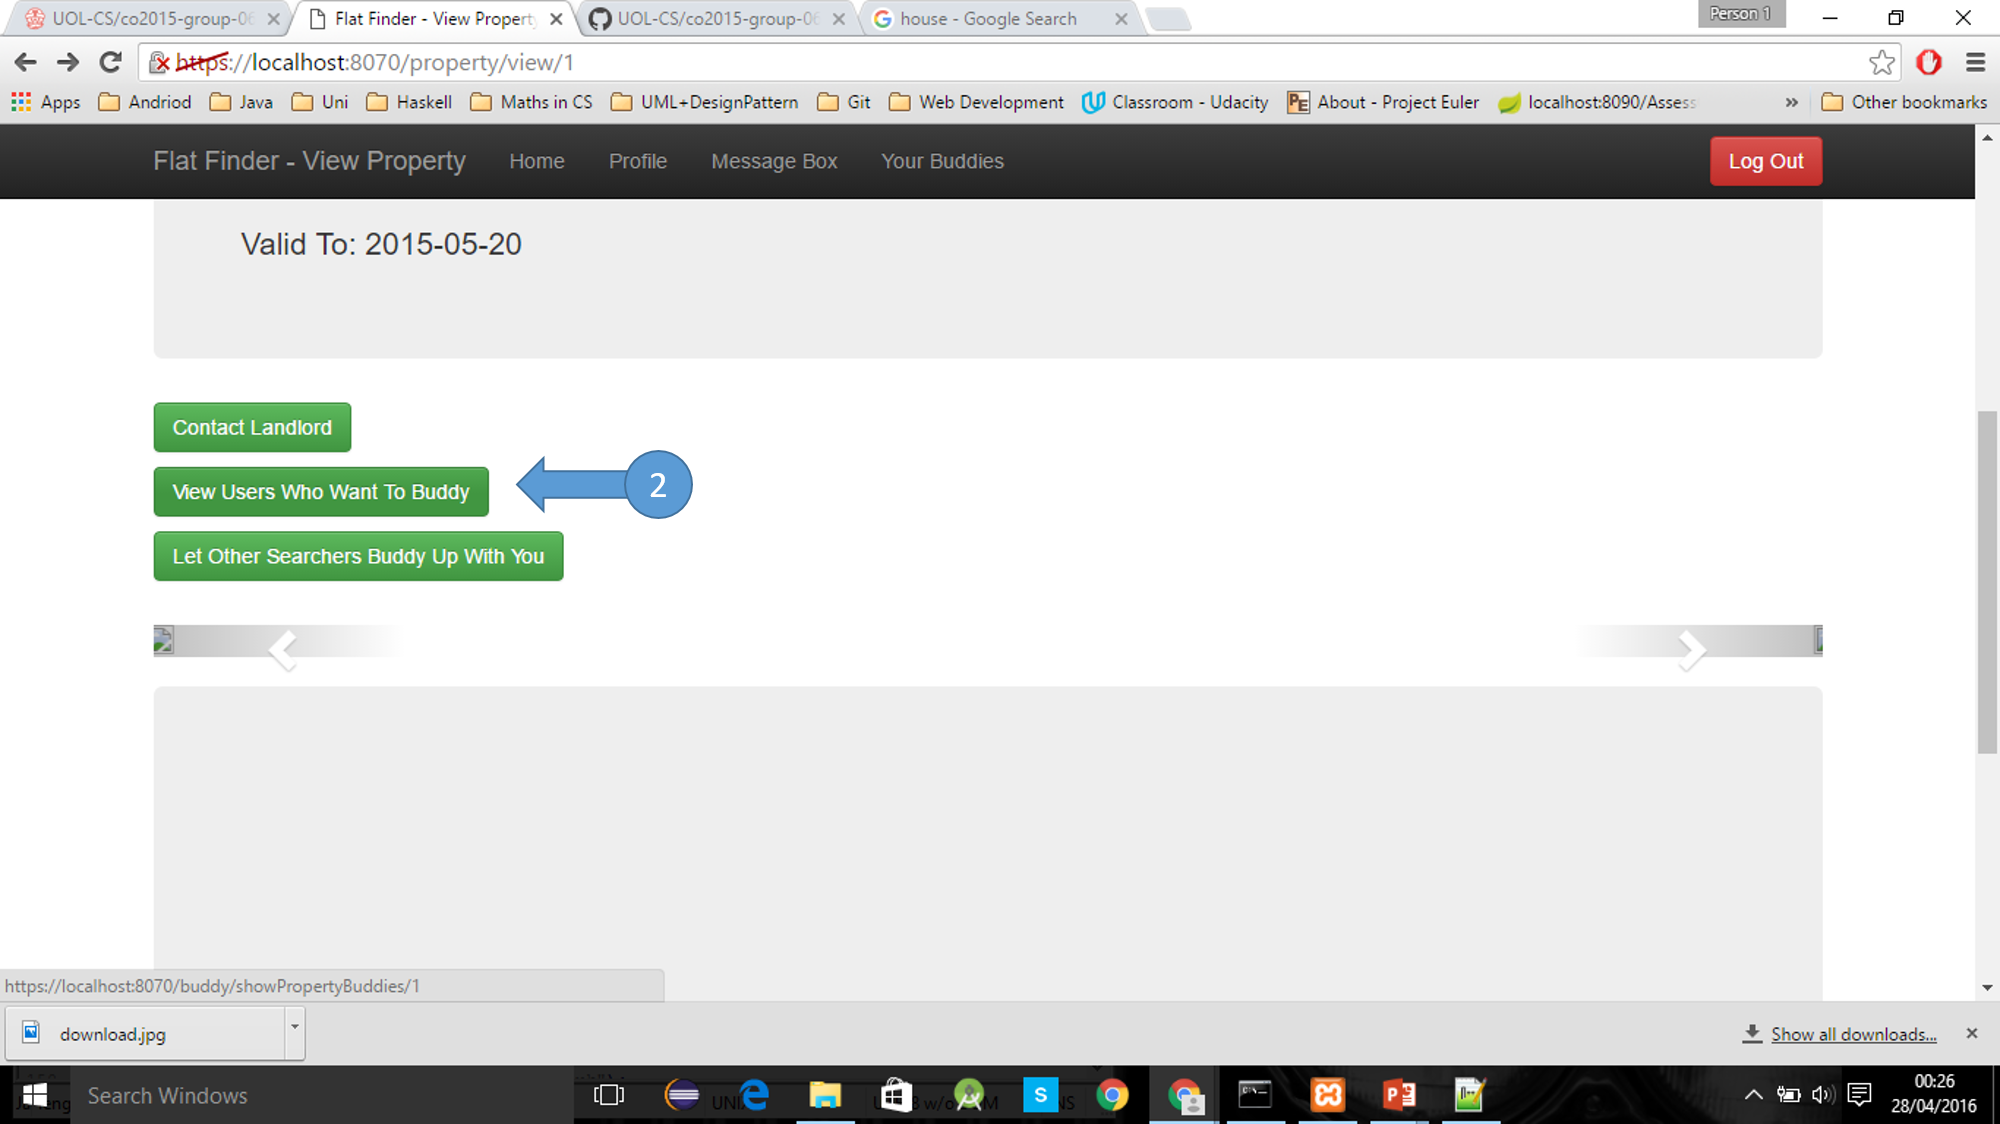 UOL-CS/co2015-group-06
Flat Finder - View Property
UOL-CS/co2015-group-06
house - Google Search
Person 1
https://localhost:8070/property/view/1
Apps
Andriod
Java
Uni
Haskell
Maths in CS
UML+DesignPattern
Git
Web Development
Classroom - Udacity
About - Project Euler
localhost:8090/Assess
»
Other bookmarks
Flat Finder - View Property
Home
Profile
Message Box
Your Buddies
Log Out
Valid To: 2015-05-20
Contact Landlord
View Users Who Want To Buddy
2
Let Other Searchers Buddy Up With You
https://localhost:8070/buddy/showPropertyBuddies/1
download.jpg
Show all downloads...
Search Windows
00:26
28/04/2016